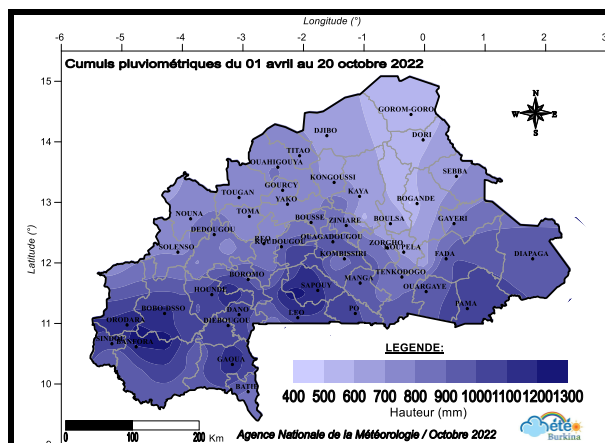 Longitude (°)
-6 -5 -4 -3 -2 -1 0 1 2 3
Cumuls pluviométriques du 01 avril au 20 octobre 2022
15
14
13
12
11
10
Latitude (°)
N
W E
S
GOROM-GORO
DJIBO
DORI
TITAO
OUAHIGOUYA
SEBBA
KONGOUSSI
GOURCY
KAYA
TOUGAN
YAKO
BOGANDE
NOUNA
TOMA
BOUSSE
ZINIARE
BOULSA
GAYERI
DEDOUGOU
OUAGADOUGOU
SOLENSO
REO
KOUDOUGOU
ZORGHO
KOUPELA
KOMBISSIRI
FADA
DIAPAGA
BOROMO
MANGA
TENKODOGO
HOUNDE
SAPOUY
OUARGAYE
BOBO-DSSO
DANO
LEO
PO
PAMA
ORODARA
DIEBOUGOU
SINDOU
BANFORA
GAOUA
BATIE
LEGENDE:
400 500 600 700 800 900 1000 1100 1200 1300
Hauteur (mm)
0 100 200 Km
Agence Nationale de la Météorologie / Octobre 2022
météo
Burkina